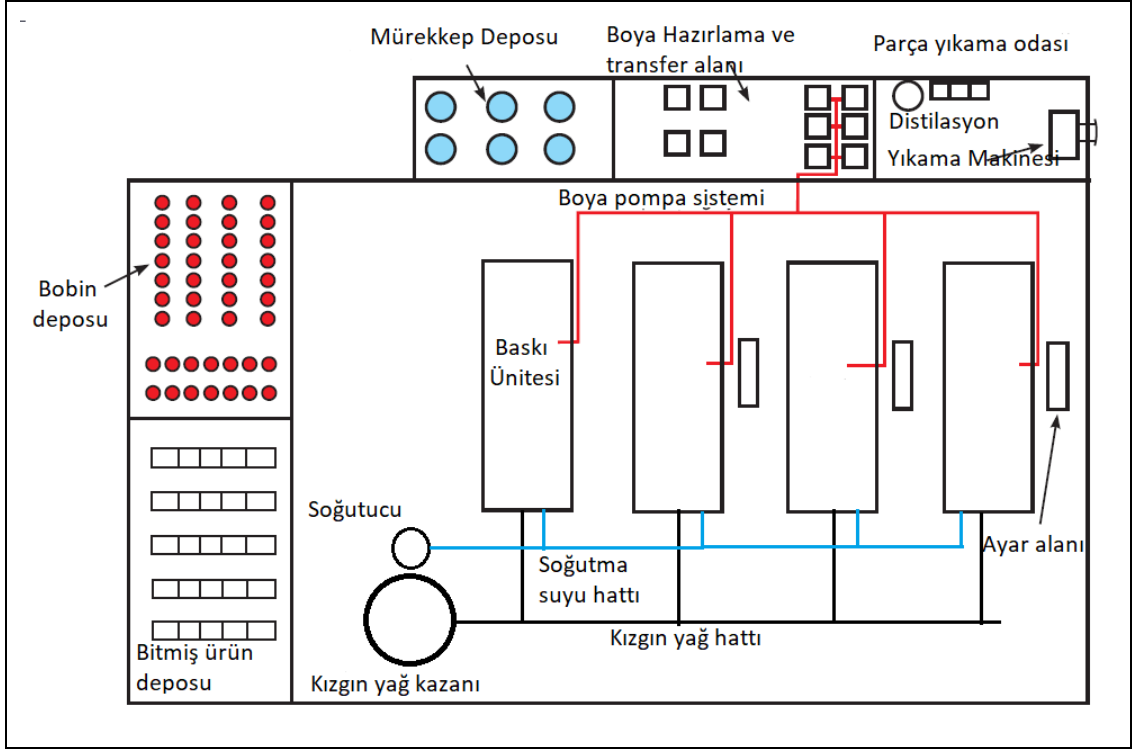 Mürekkep Deposu
Boya Hazırlama ve
transfer alanı
Parça yıkama odası
Distilasyon
Yıkama Makinesi
Boya pompa sistemi
Bobin
deposu
Baskı
Ünitesi
Soğutucu
Ayar alanı
Soğutma
suyu hattı
Kızgın yağ hattı
Bitmiş ürün
deposu
Kızgın yağ kazanı